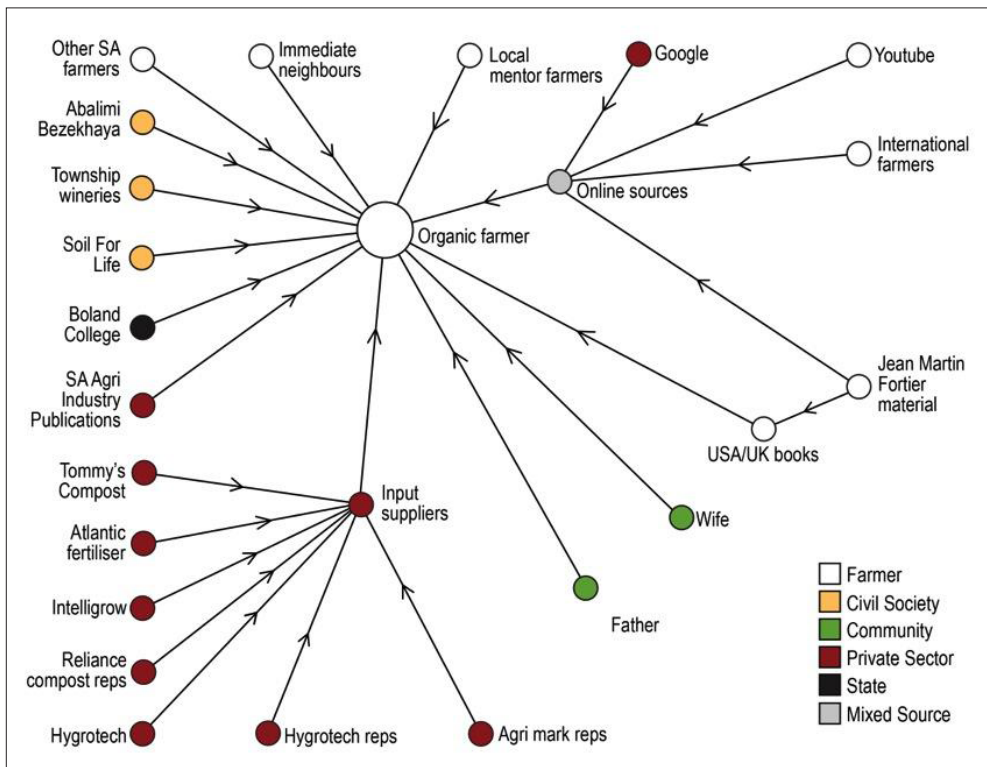 Other SA
farmers
Immediate
neighbours
Local
mentor farmers
Google
Youtube
Abalimi
Bezekhaya
International
farmers
Township
wineries
Online sources
Organic farmer
Soil For
Life
Boland
College
SA Agri
Industry
Publications
Jean Martin
Fortier
material
USA/UK books
Tommy's
Compost
Input
suppliers
Wife
Atlantic
fertiliser
Intelligrow
Father
Reliance
compost reps
Hygrotech
Hygrotech reps
Agri mark reps
Farmer
Civil Society
Community
Private Sector
State
Mixed Source